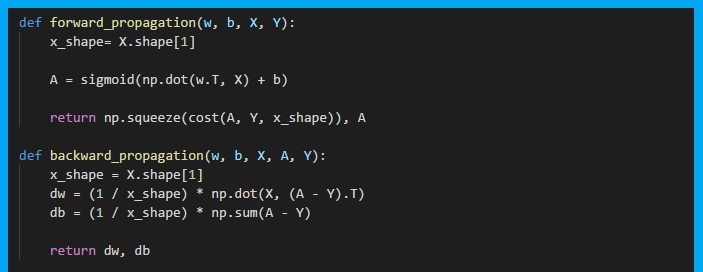 def forward_propagation(w, b, X, Y):
    x_shape= X.shape[1]
    A = sigmoid(np.dot(w.T, X) + b)
    return np.squeeze(cost(A, Y, x_shape)), A
def backward_propagation(w, b, X, A, Y):
    x_shape = X.shape[1]
    dw = (1 / x_shape) * np.dot(X, (A - Y).T)
    db = (1 / x_shape) * np.sum(A - Y)
    return dw, db